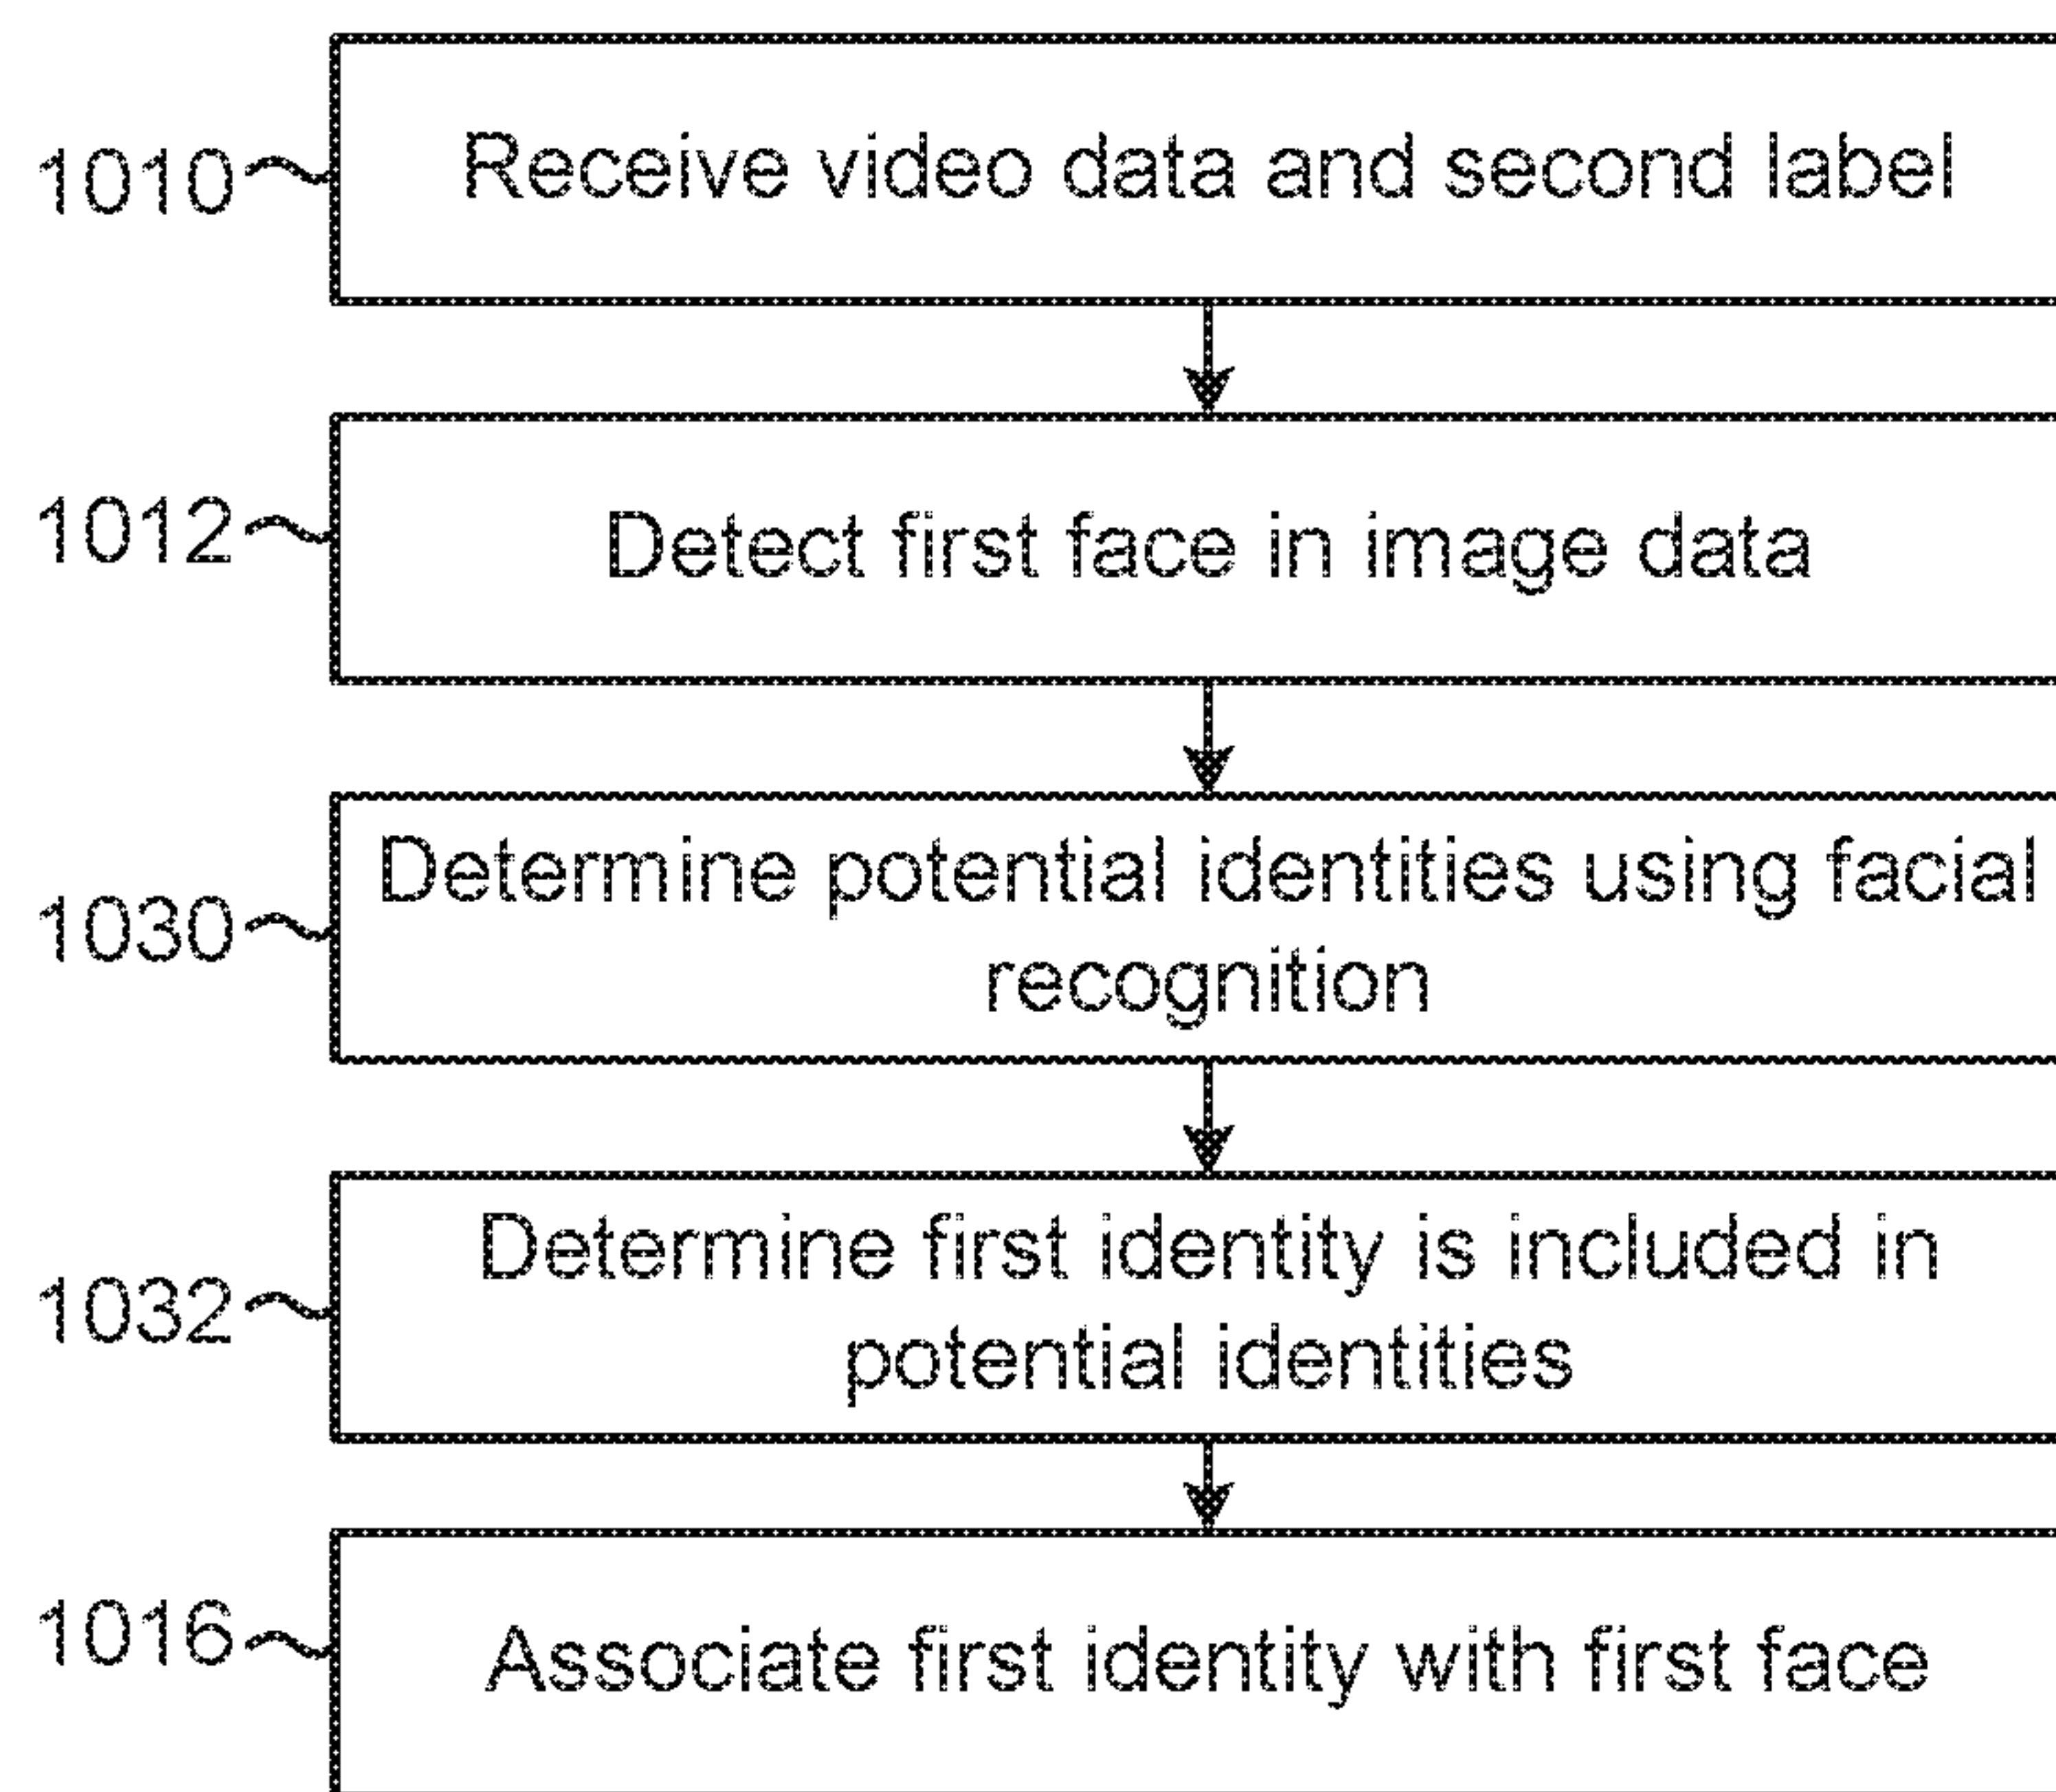 1010 Receive video data and second label
1012 Detect first face in image data
1030 Determine potential identities using facial
recognition
1032 Determine first identity is included in
potential identities
1016 Associate first identity with first face